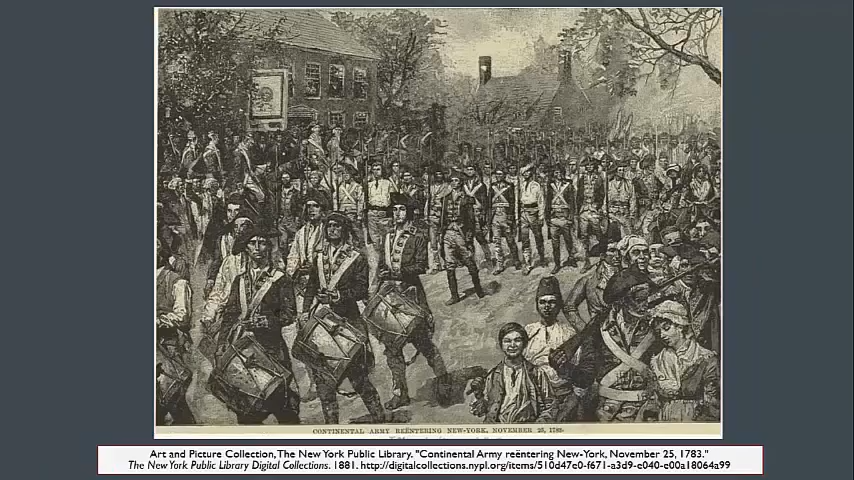 CONTINENTAL ARMY REËNTERING NEW-YORK, NOVEMBER 25, 1783.
Art and Picture Collection, The New York Public Library. "Continental Army reëntering New-York, November 25, 1783."
The New York Public Library Digital Collections. 1881. http://digitalcollections.nypl.org/items/510d47e0-f671-a3d9-e040-e00a18064a99